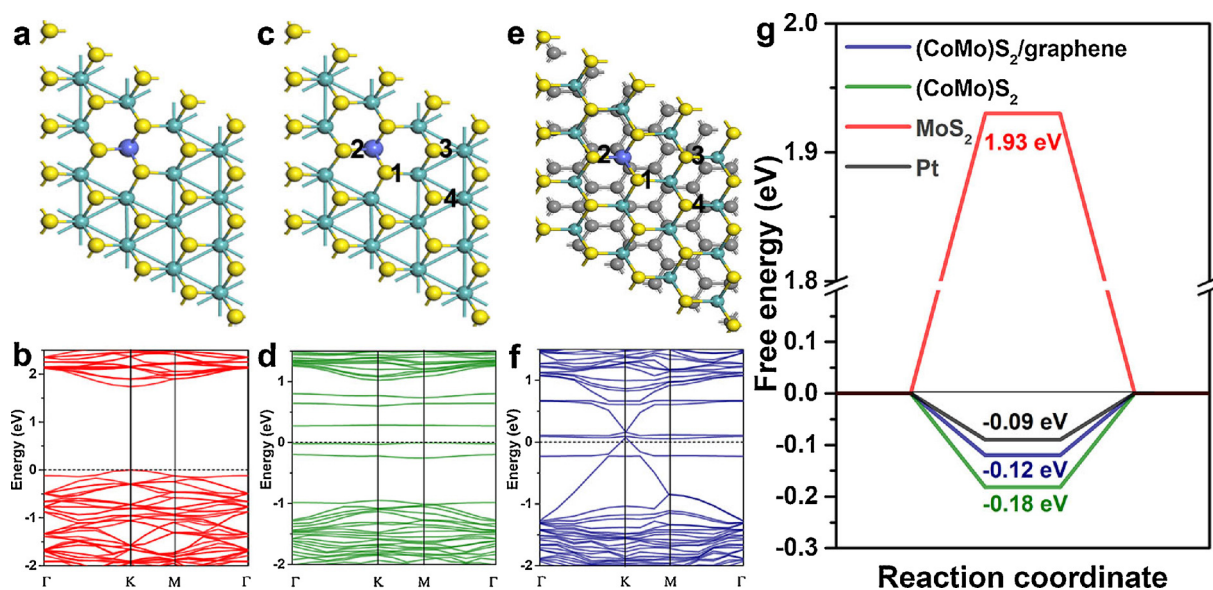 a
c
2
3
1
4
e
2
3
1
4
g
2.0
1.9
1.8
0.1
0.0
-0.1
-0.2
-0.3
Free energy (eV)
(CoMo)S2/graphene
(CoMo)S2
MoS2
Pt
1.93 eV
-0.09 eV
-0.12 eV
-0.18 eV
Reaction coordinate
b
2
1
0
-1
-2
Energy (eV)
Γ K M Γ
d
1
0
-1
-2
Energy (eV)
Γ K M Γ
f
1
0
-1
-2
Energy (eV)
Γ K M Γ